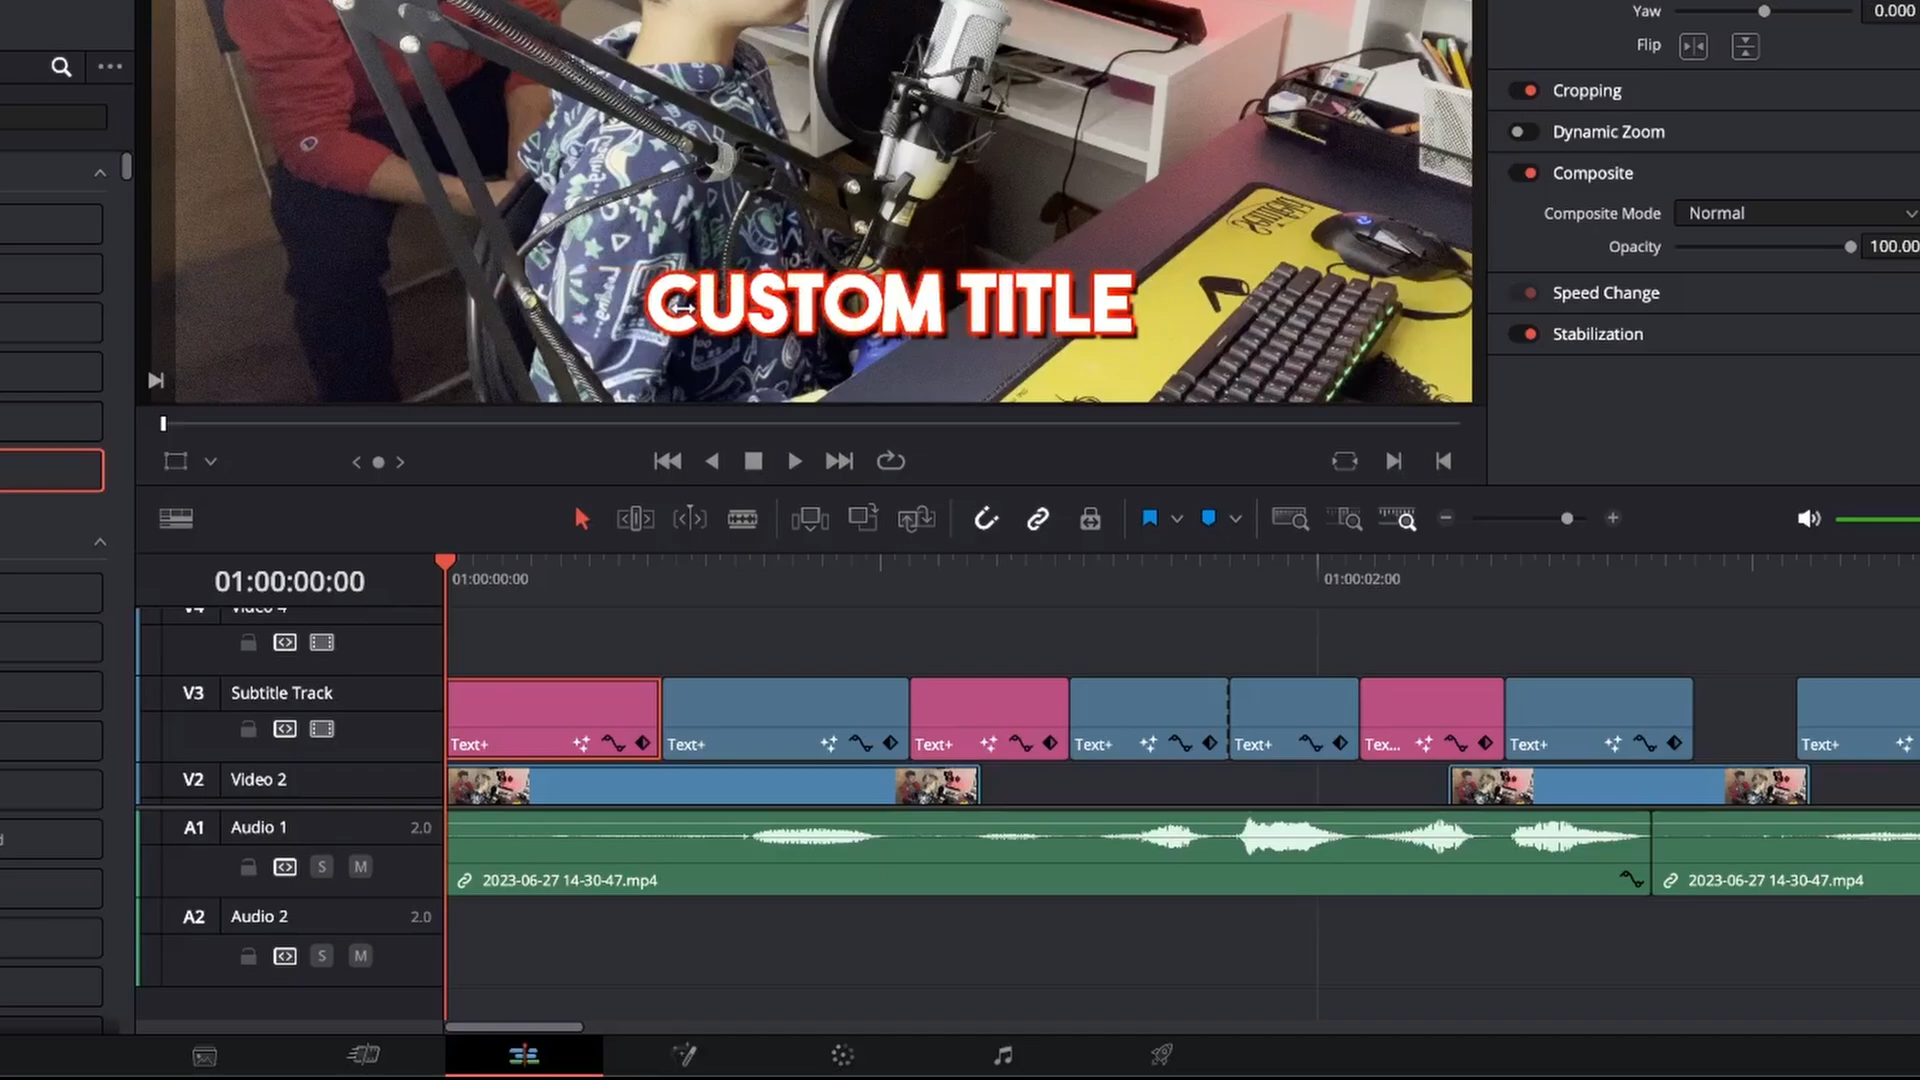 Yaw
0.000
Flip
Cropping
Dynamic Zoom
Composite
Composite Mode
Normal
Opacity
100.00
Speed Change
Stabilization
CUSTOM TITLE
01:00:00:00
01:00:00:00
01:00:02:00
V4 Video 4
V3 Subtitle Track
Text+
Text+
Text+
Text+
Text+
Tex...
Text+
Text+
V2 Video 2
A1 Audio 1 2.0
S M
2023-06-27 14-30-47.mp4
2023-06-27 14-30-47.mp4
A2 Audio 2 2.0
S M